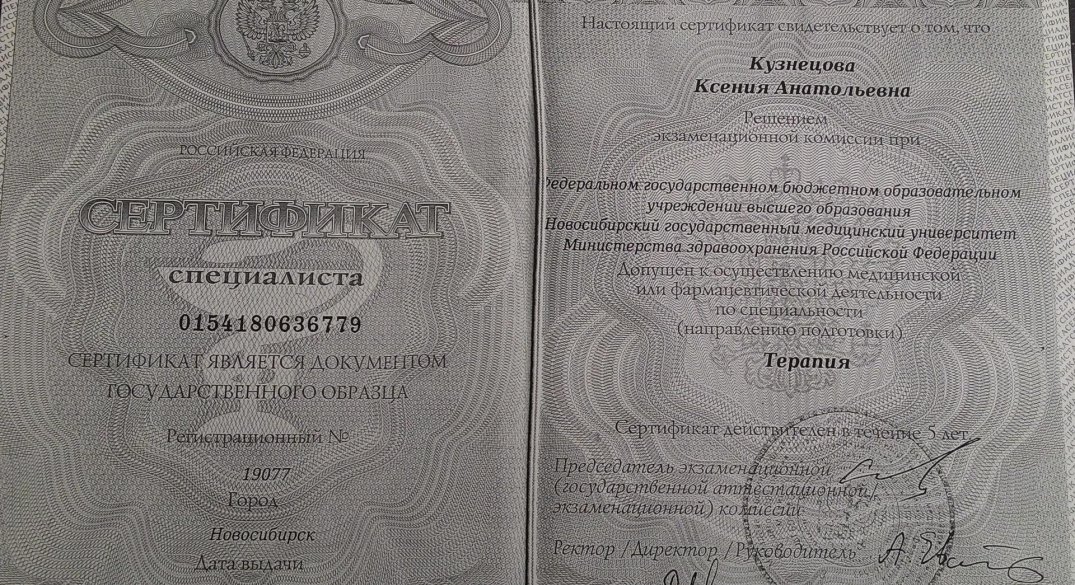 РОССИЙСКАЯ ФЕДЕРАЦИЯ
СЕРТИФИКАТ
специалиста
0154180636779
СЕРТИФИКАТ ЯВЛЯЕТСЯ ДОКУМЕНТОМ
ГОСУДАРСТВЕННОГО ОБРАЗЦА
Регистрационный №
19077
Город
Новосибирск
Дата выдачи
Настоящий сертификат свидетельствует о том, что
Кузнецова
Ксения Анатольевна
Решением
экзаменационной комиссии при
Федеральном государственном бюджетном образовательном
учреждении высшего образования
Новосибирский государственный медицинский университет
Министерства здравоохранения Российской Федерации
Допущен к осуществлению медицинской
или фармацевтической деятельности
по специальности
(направлению подготовки)
Терапия
Сертификат действителен в течение 5 лет
Председатель экзаменационной
(государственной аттестационной/
экзаменационной) комиссии
Ректор /Директор /Руководитель